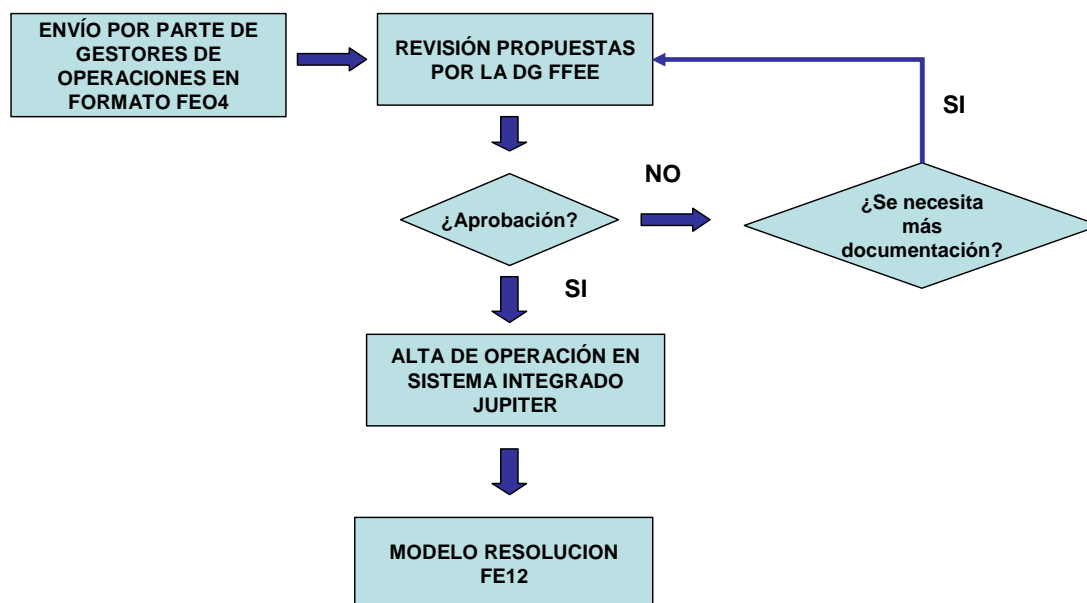 ENVÍO POR PARTE DE
GESTORES DE
OPERACIONES EN
FORMATO FEO4
REVISIÓN PROPUESTAS
POR LA DG FFEE
SI
NO
¿Aprobación?
¿Se necesita
más
documentación?
SI
ALTA DE OPERACIÓN EN
SISTEMA INTEGRADO
JUPITER
MODELO RESOLUCION
FE12